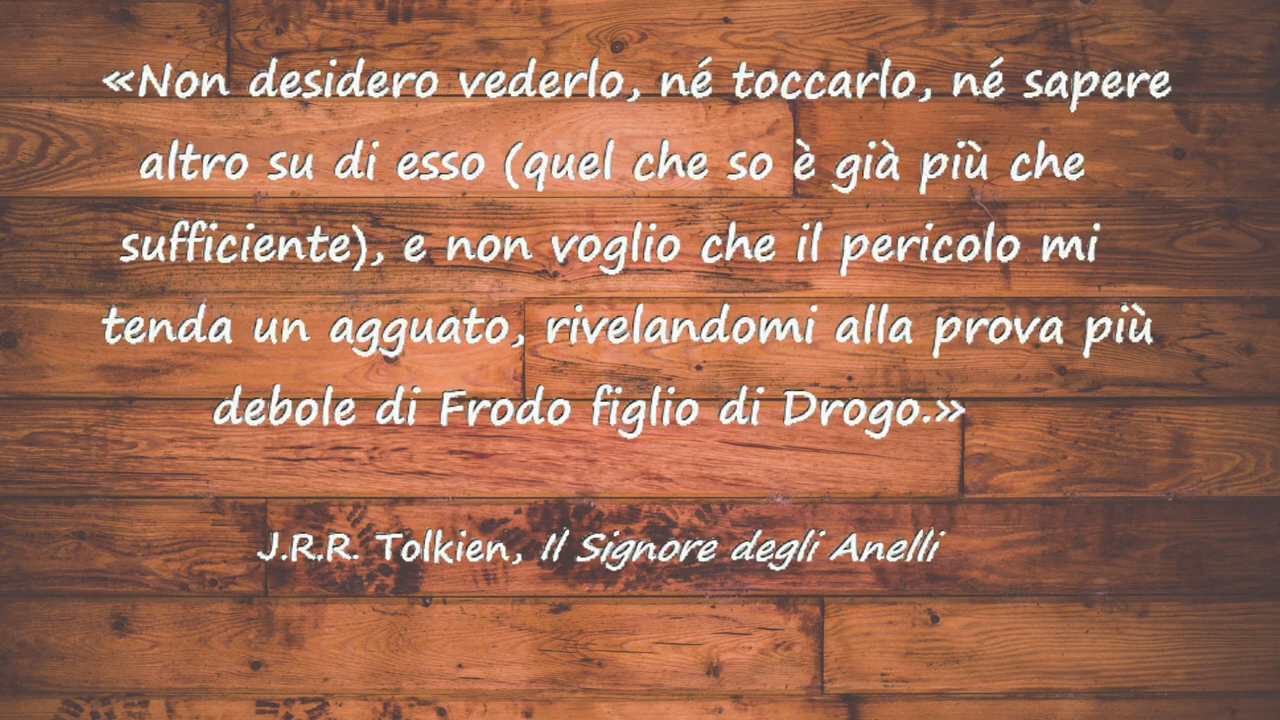 «Non desidero vederlo, né toccarlo, né sapere
altro su di esso (quel che so è già più che
sufficiente), e non voglio che il pericolo mi
tenda un agguato, rivelandomi alla prova più
debole di Frodo figlio di Drogo.»
J.R.R. Tolkien, Il Signore degli Anelli